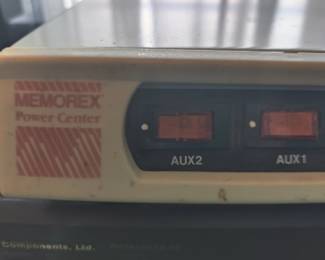 MEMOREX
Power Center
AUX2
AUX1
Components, Ltd.